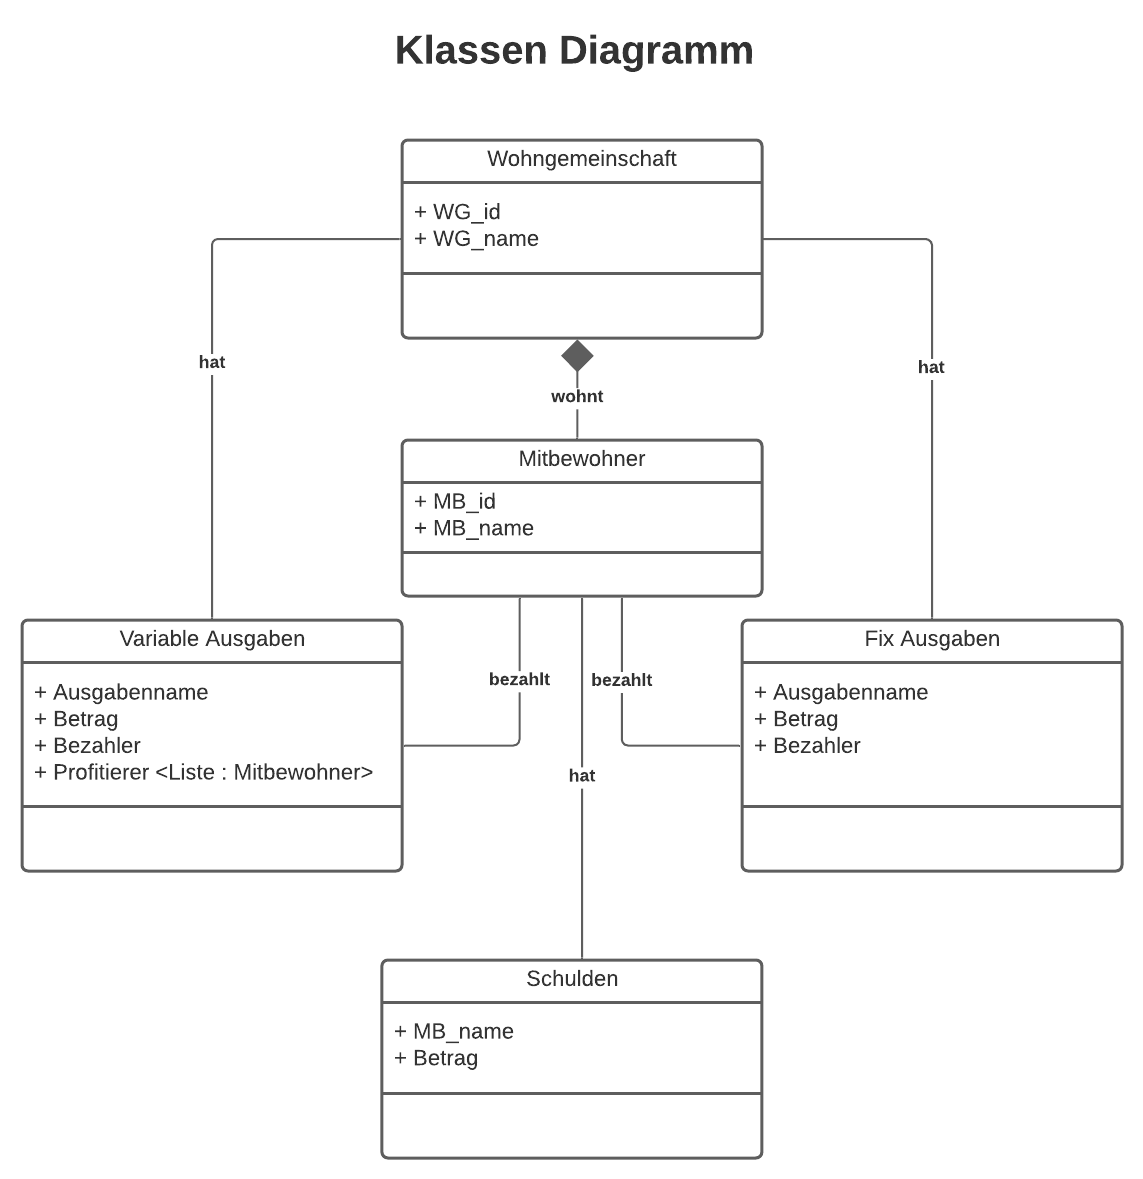 Klassen Diagramm
Wohngemeinschaft
+ WG_id
+ WG_name
hat
hat
wohnt
Mitbewohner
+ MB_id
+ MB_name
Variable Ausgaben
+ Ausgabenname
+ Betrag
+ Bezahler
+ Profitierer <Liste : Mitbewohner>
bezahlt
bezahlt
hat
Fix Ausgaben
+ Ausgabenname
+ Betrag
+ Bezahler
Schulden
+ MB_name
+ Betrag